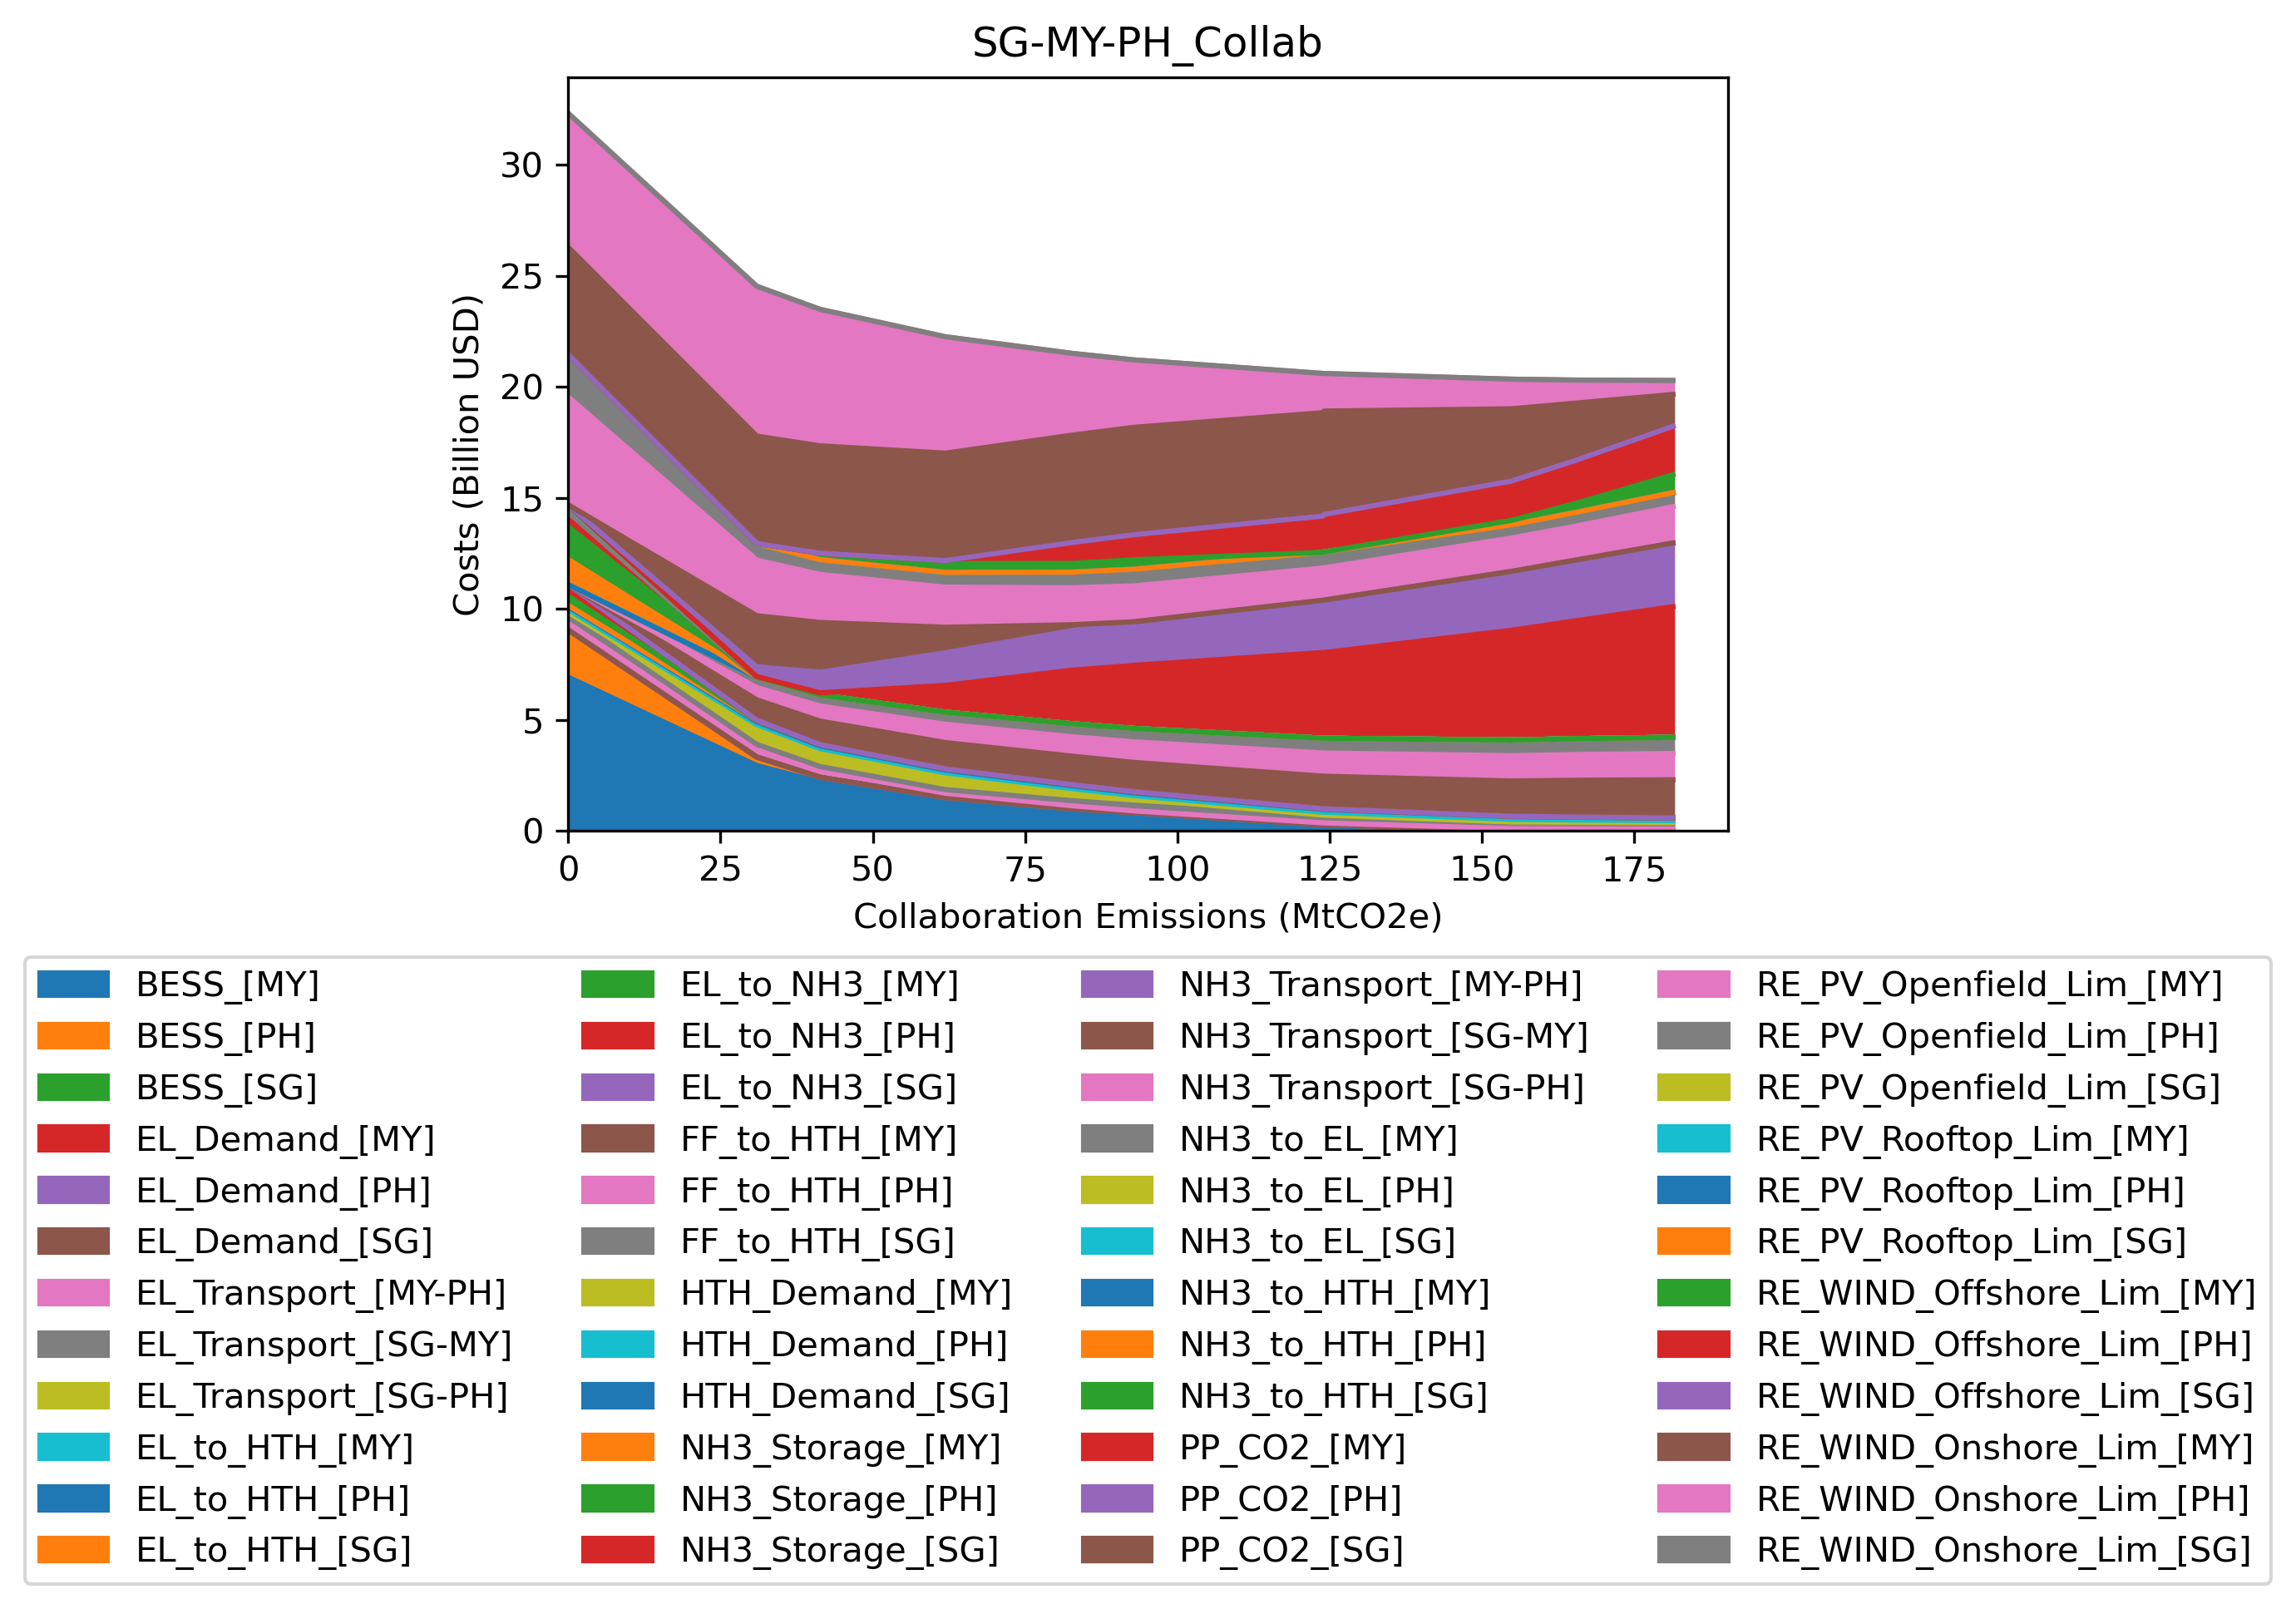 SG-MY-PH_Collab
Costs (Billion USD)
30
25
20
15
10
5
0
0 25 50 75 100 125 150 175
Collaboration Emissions (MtCO2e)
BESS_[MY]
BESS_[PH]
BESS_[SG]
EL_Demand_[MY]
EL_Demand_[PH]
EL_Demand_[SG]
EL_Transport_[MY-PH]
EL_Transport_[SG-MY]
EL_Transport_[SG-PH]
EL_to_HTH_[MY]
EL_to_HTH_[PH]
EL_to_HTH_[SG]
EL_to_NH3_[MY]
EL_to_NH3_[PH]
EL_to_NH3_[SG]
FF_to_HTH_[MY]
FF_to_HTH_[PH]
FF_to_HTH_[SG]
HTH_Demand_[MY]
HTH_Demand_[PH]
HTH_Demand_[SG]
NH3_Storage_[MY]
NH3_Storage_[PH]
NH3_Storage_[SG]
NH3_Transport_[MY-PH]
NH3_Transport_[SG-MY]
NH3_Transport_[SG-PH]
NH3_to_EL_[MY]
NH3_to_EL_[PH]
NH3_to_EL_[SG]
NH3_to_HTH_[MY]
NH3_to_HTH_[PH]
NH3_to_HTH_[SG]
PP_CO2_[MY]
PP_CO2_[PH]
PP_CO2_[SG]
RE_PV_Openfield_Lim_[MY]
RE_PV_Openfield_Lim_[PH]
RE_PV_Openfield_Lim_[SG]
RE_PV_Rooftop_Lim_[MY]
RE_PV_Rooftop_Lim_[PH]
RE_PV_Rooftop_Lim_[SG]
RE_WIND_Offshore_Lim_[MY]
RE_WIND_Offshore_Lim_[PH]
RE_WIND_Offshore_Lim_[SG]
RE_WIND_Onshore_Lim_[MY]
RE_WIND_Onshore_Lim_[PH]
RE_WIND_Onshore_Lim_[SG]